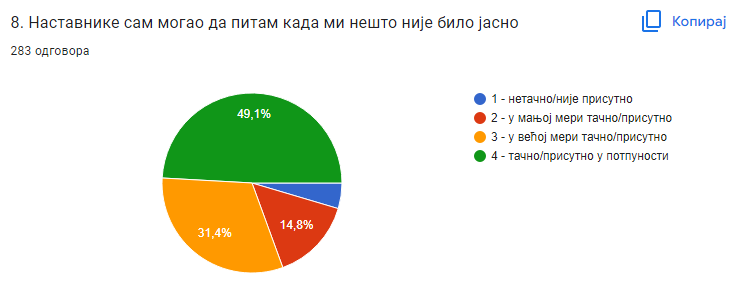 8. Наставнике сам могао да питам када ми нешто није било јасно
Копирај
283 одговора
49,1%
31,4%
14,8%
1 - нетачно/није присутно
2 - у мањој мери тачно/присутно
3 - у већој мери тачно/присутно
4 - тачно/присутно у потпуности